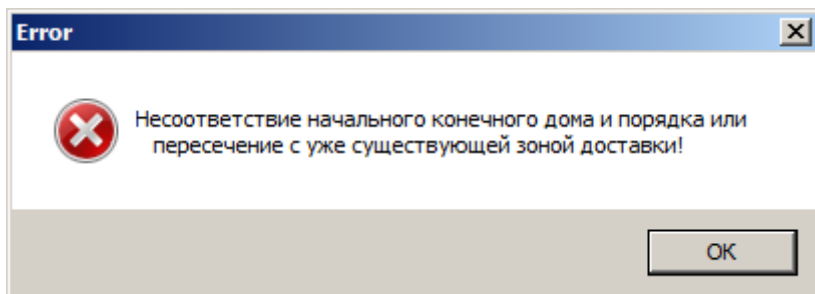 Error
Несоответствие начального конечного дома и порядка или
пересечение с уже существующей зоной доставки!
OK